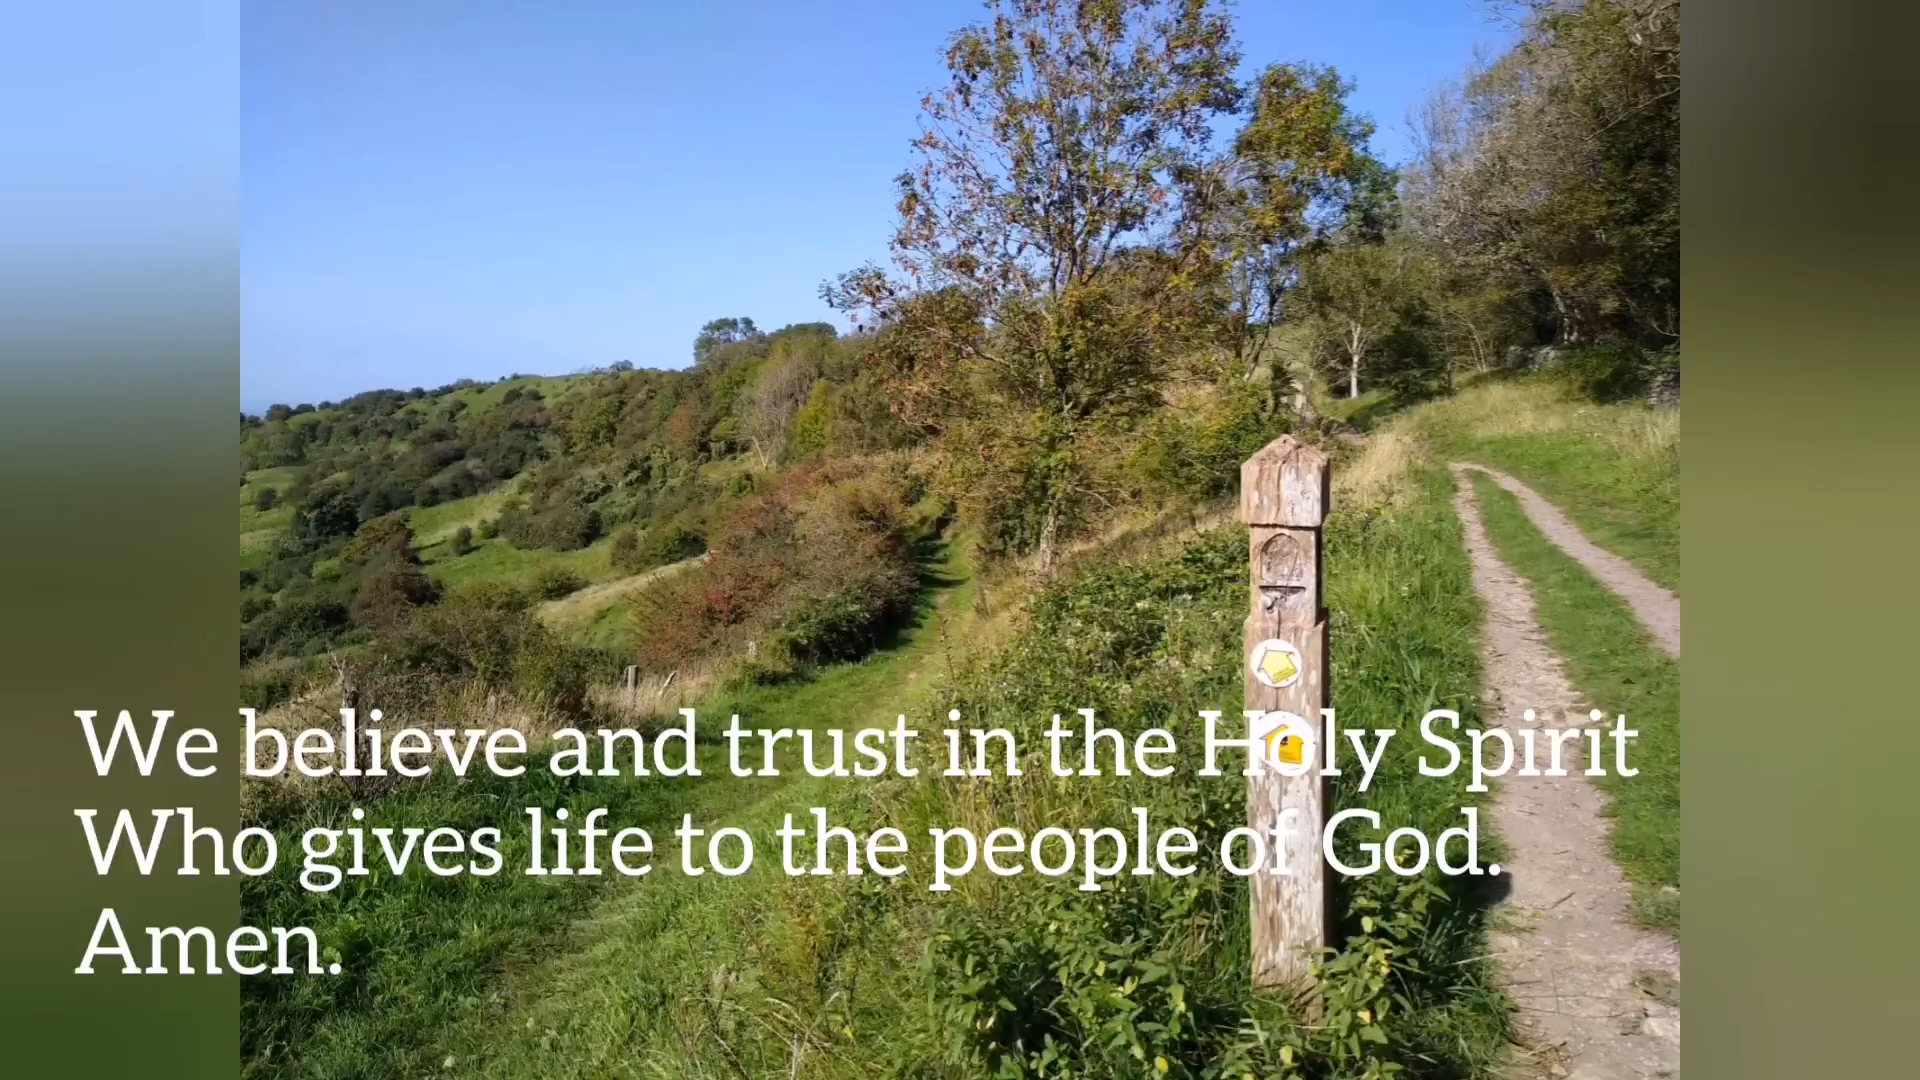 We believe and trust in the Holy Spirit
Who gives life to the people of God.
Amen.